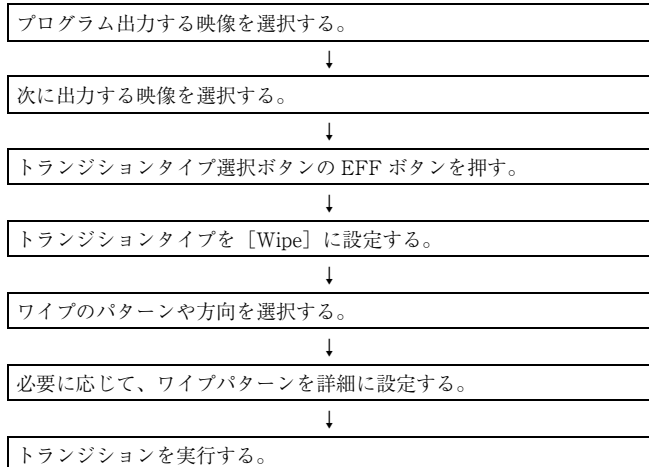 プログラム出力する映像を選択する。
↓
次に出力する映像を選択する。
↓
トランジションタイプ選択ボタンの EFF ボタンを押す。
↓
トランジションタイプを［Wipe］に設定する。
↓
ワイプのパターンや方向を選択する。
↓
必要に応じて、ワイプパターンを詳細に設定する。
↓
トランジションを実行する。